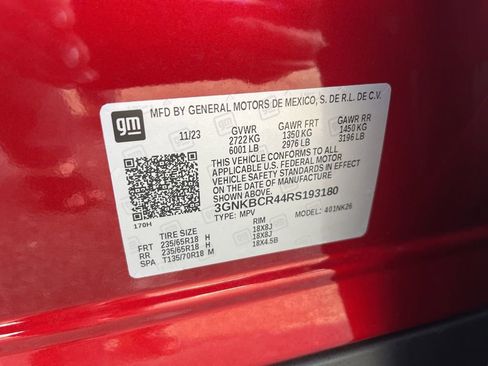 MFD BY GENERAL MOTORS DE MEXICO, S. DE R.L. DE C.V.
gm
11/23 GVWR GAWR FRT GAWR RR
2722 KG 1350 KG 1450 KG
6001 LB 2976 LB 3196 LB
THIS VEHICLE CONFORMS TO ALL
APPLICABLE U.S. FEDERAL MOTOR
VEHICLE SAFETY STANDARDS IN
EFFECT ON THE DATE OF MANUFACTURE
SHOWN ABOVE.
3GNKBCR44RS193180
170H TYPE: MPV MODEL: 401NK26
TIRE SIZE RIM
FRT 235/65R18 H 18X8J
RR 235/65R18 H 18X8J
SPA T135/70R18 M 18X4.5B